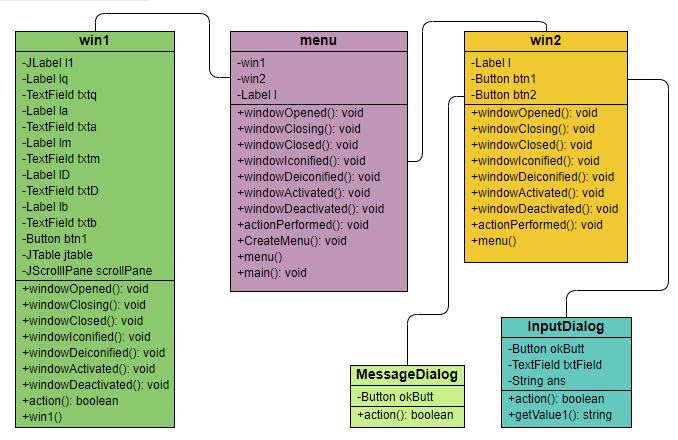 win1
-JLabel l1
-Label lq
-TextField txtq
-Label la
-TextField txta
-Label lm
-TextField txtm
-Label lD
-TextField txtD
-Label lb
-TextField txtb
-Button btn1
-JTable jtable
-JScrolllPane scrollPane
+windowOpened(): void
+windowClosing(): void
+windowClosed(): void
+windowIconified(): void
+windowDeiconified(): void
+windowActivated(): void
+windowDeactivated(): void
+action(): boolean
+win1()
menu
-win1
-win2
-Label l
+windowOpened(): void
+windowClosing(): void
+windowClosed(): void
+windowIconified(): void
+windowDeiconified(): void
+windowActivated(): void
+windowDeactivated(): void
+actionPerformed(): void
+CreateMenu(): void
+menu()
+main(): void
win2
-Label l
-Button btn1
-Button btn2
+windowOpened(): void
+windowClosing(): void
+windowClosed(): void
+windowIconified(): void
+windowDeiconified(): void
+windowActivated(): void
+windowDeactivated(): void
+actionPerformed(): void
+menu()
MessageDialog
-Button okButt
+action(): boolean
InputDialog
-Button okButt
-TextField txtField
-String ans
+action(): boolean
+getValue1(): string